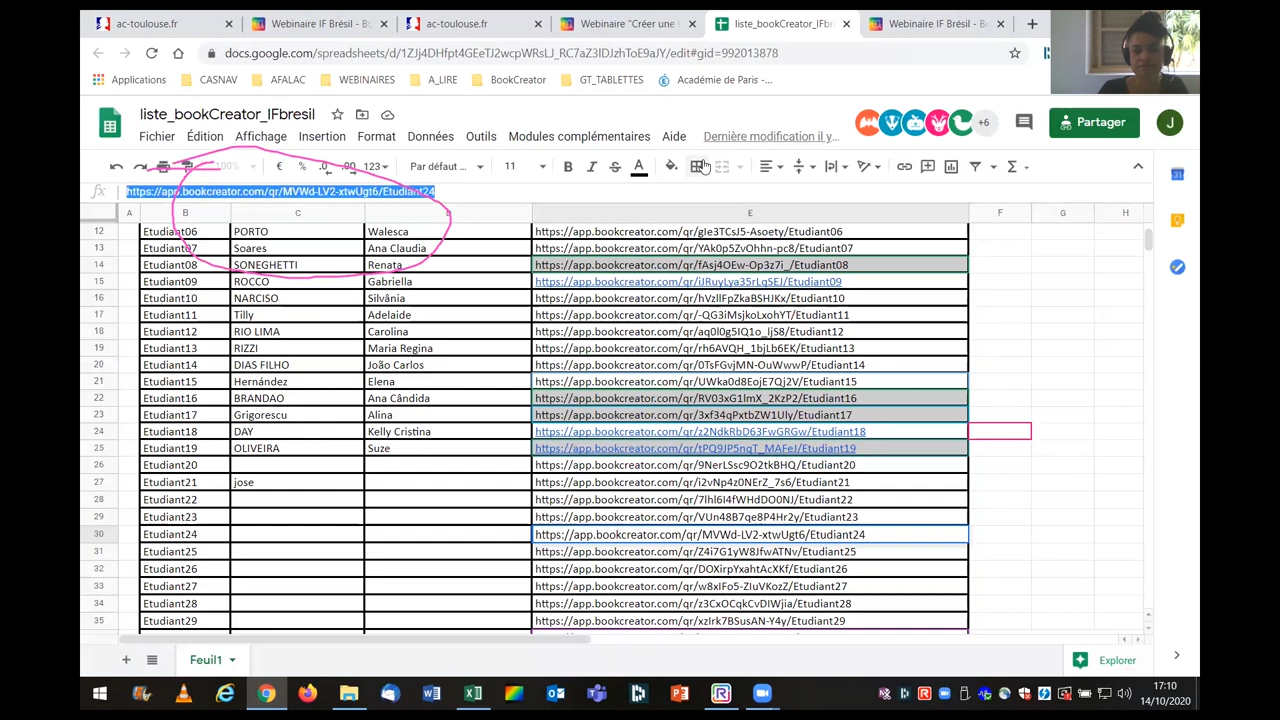 ac-toulouse.fr × Webinaire IF Brésil - Bo × ac-toulouse.fr × Webinaire "Créer une × liste_bookCreator_IFbr × Webinaire IF Brésil - Bo × +
docs.google.com/spreadsheets/d/
/edit#gid=992013878
Applications CASNAV AFALAC WEBINAIRES A_LIRE BookCreator GT_TABLETTES Académie de Paris -...
liste_bookCreator_IFbresil
+6 Partager J
Fichier Édition Affichage Insertion Format Données Outils Modules complémentaires Aide Dernière modification il y...
100% € % .0 .00 123 Par défaut ... 11 B I S A
fx https://app.bookcreator.com/qr/MVWd-LV2-xtwUgt6/Etudiant24
A B C D E F G H
12 Etudiant06 PORTO Walesca https://app.bookcreator.com/qr/gIe3TCsJ5-Asoety/Etudiant06
13 Etudiant07 Soares Ana Claudia https://app.bookcreator.com/qr/YAk0p5ZvOhhn-pc8/Etudiant07
14 Etudiant08 SONEGHETTI Renata https://app.bookcreator.com/qr/fAsj4OEw-Op3z7i_/Etudiant08
15 Etudiant09 ROCCO Gabriella https://app.bookcreator.com/qr/iJRuyLya35rLqSEJ/Etudiant09
16 Etudiant10 NARCISO Silvânia https://app.bookcreator.com/qr/hVzllFpZkaBSHJKx/Etudiant10
17 Etudiant11 Tilly Adelaide https://app.bookcreator.com/qr/-QG3iMsjkoLxohYT/Etudiant11
18 Etudiant12 RIO LIMA Carolina https://app.bookcreator.com/qr/aq0l0g5IQ1o_ljS8/Etudiant12
19 Etudiant13 RIZZI Maria Regina https://app.bookcreator.com/qr/rh6AVQH_1bjLb6EK/Etudiant13
20 Etudiant14 DIAS FILHO João Carlos https://app.bookcreator.com/qr/0TsFGvjMN-OuWwwP/Etudiant14
21 Etudiant15 Hernández Elena https://app.bookcreator.com/qr/UWka0d8EojE7Qj2V/Etudiant15
22 Etudiant16 BRANDAO Ana Cândida https://app.bookcreator.com/qr/RV03xG1lmX_2KzP2/Etudiant16
23 Etudiant17 Grigorescu Alina https://app.bookcreator.com/qr/3xf34qPxtbZW1Uly/Etudiant17
24 Etudiant18 DAY Kelly Cristina https://app.bookcreator.com/qr/z2NdkRbD63FwGRGw/Etudiant18
25 Etudiant19 OLIVEIRA Suze https://app.bookcreator.com/qr/tPQ9JP5nqT_MAFeJ/Etudiant19
26 Etudiant20 https://app.bookcreator.com/qr/9NerLSsc9O2tkBHQ/Etudiant20
27 Etudiant21 jose https://app.bookcreator.com/qr/i2vNp4z0NErZ_7s6/Etudiant21
28 Etudiant22 https://app.bookcreator.com/qr/7lhl6I4fWHdDO0NJ/Etudiant22
29 Etudiant23 https://app.bookcreator.com/qr/VUn48B7qe8P4Hr2y/Etudiant23
30 Etudiant24 https://app.bookcreator.com/qr/MVWd-LV2-xtwUgt6/Etudiant24
31 Etudiant25 https://app.bookcreator.com/qr/Z4i7G1yW8JfwATNv/Etudiant25
32 Etudiant26 https://app.bookcreator.com/qr/DOXirpYxahtAcXKf/Etudiant26
33 Etudiant27 https://app.bookcreator.com/qr/w8xIFo5-ZIuVKozZ/Etudiant27
34 Etudiant28 https://app.bookcreator.com/qr/z3CxOCqkCvDIWjia/Etudiant28
35 Etudiant29 https://app.bookcreator.com/qr/xzIrk7BSusAN-Y4y/Etudiant29
+ Feuil1 Explorer
17:10
14/10/2020